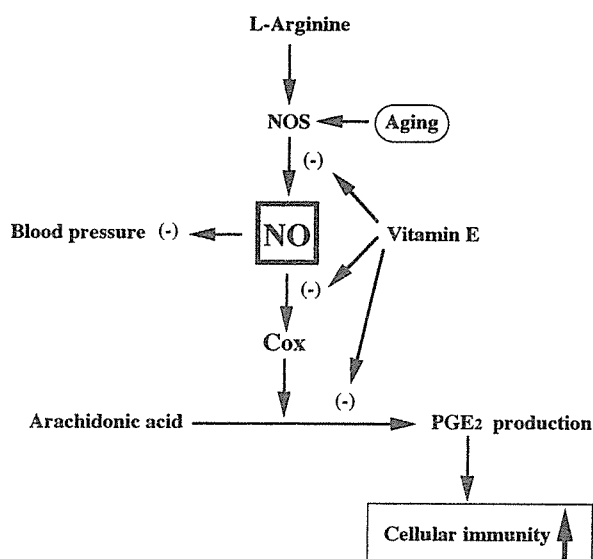 L-Arginine
NOS
Aging
(-)
Blood pressure (-)
NO
Vitamin E
(-)
Cox
(-)
Arachidonic acid
PGE2 production
Cellular immunity